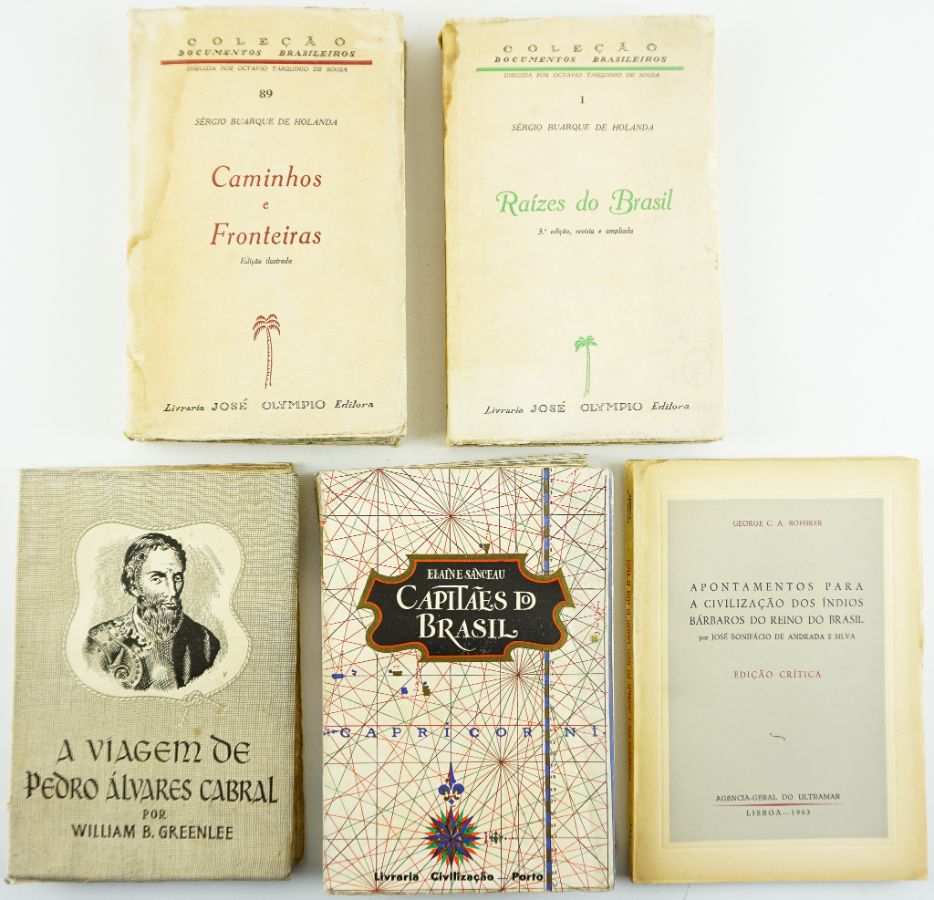 COLEÇÃO
DOCUMENTOS BRASILEIROS
DIRIGIDA POR OCTAVIO TARQUINIO DE SOUSA
89
SÉRGIO BUARQUE DE HOLANDA
Caminhos
e
Fronteiras
Edição ilustrada
Livraria JOSÉ OLYMPIO Editora
COLEÇÃO
DOCUMENTOS BRASILEIROS
DIRIGIDA POR OCTAVIO TARQUINIO DE SOUSA
1
SÉRGIO BUARQUE DE HOLANDA
Raízes do Brasil
3.ª edição, revista e ampliada
Livraria JOSÉ OLYMPIO Editora
A VIAGEM DE
PEDRO ÁLVARES CABRAL
POR
WILLIAM B. GREENLEE
ELAINE SANCEAU
CAPITÃES DO
BRASIL
CAPRÍCORNI
Livraria Civilização — Porto
GEORGE C. A. BOEHRER
APONTAMENTOS PARA
A CIVILIZAÇÃO DOS ÍNDIOS
BÁRBAROS DO REINO DO BRASIL
por JOSÉ BONIFÁCIO DE ANDRADA E SILVA
EDIÇÃO CRÍTICA
AGÊNCIA-GERAL DO ULTRAMAR
LISBOA — 1963